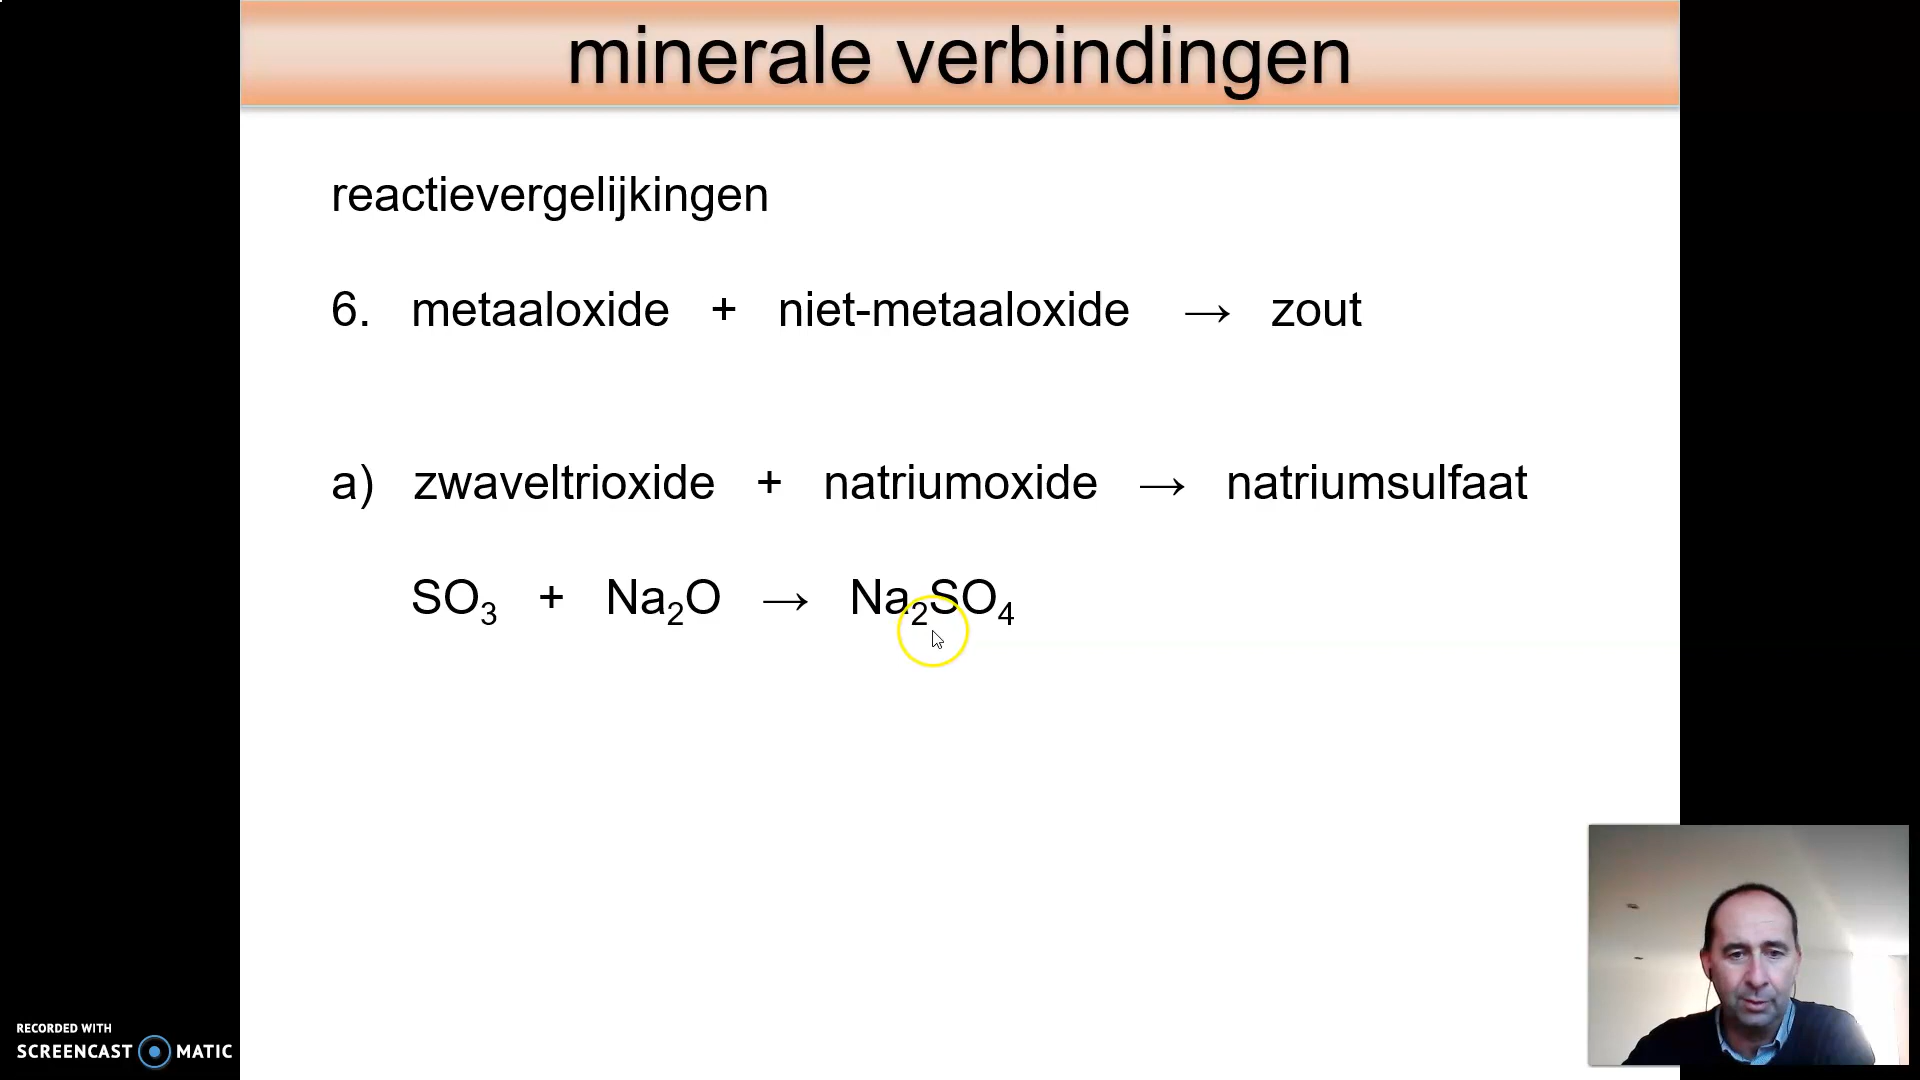 minerale verbindingen
reactievergelijkingen
6. metaaloxide + niet-metaaloxide → zout
a) zwaveltrioxide + natriumoxide → natriumsulfaat
SO₃ + Na₂O → Na₂SO₄
RECORDED WITH
SCREENCAST MATIC